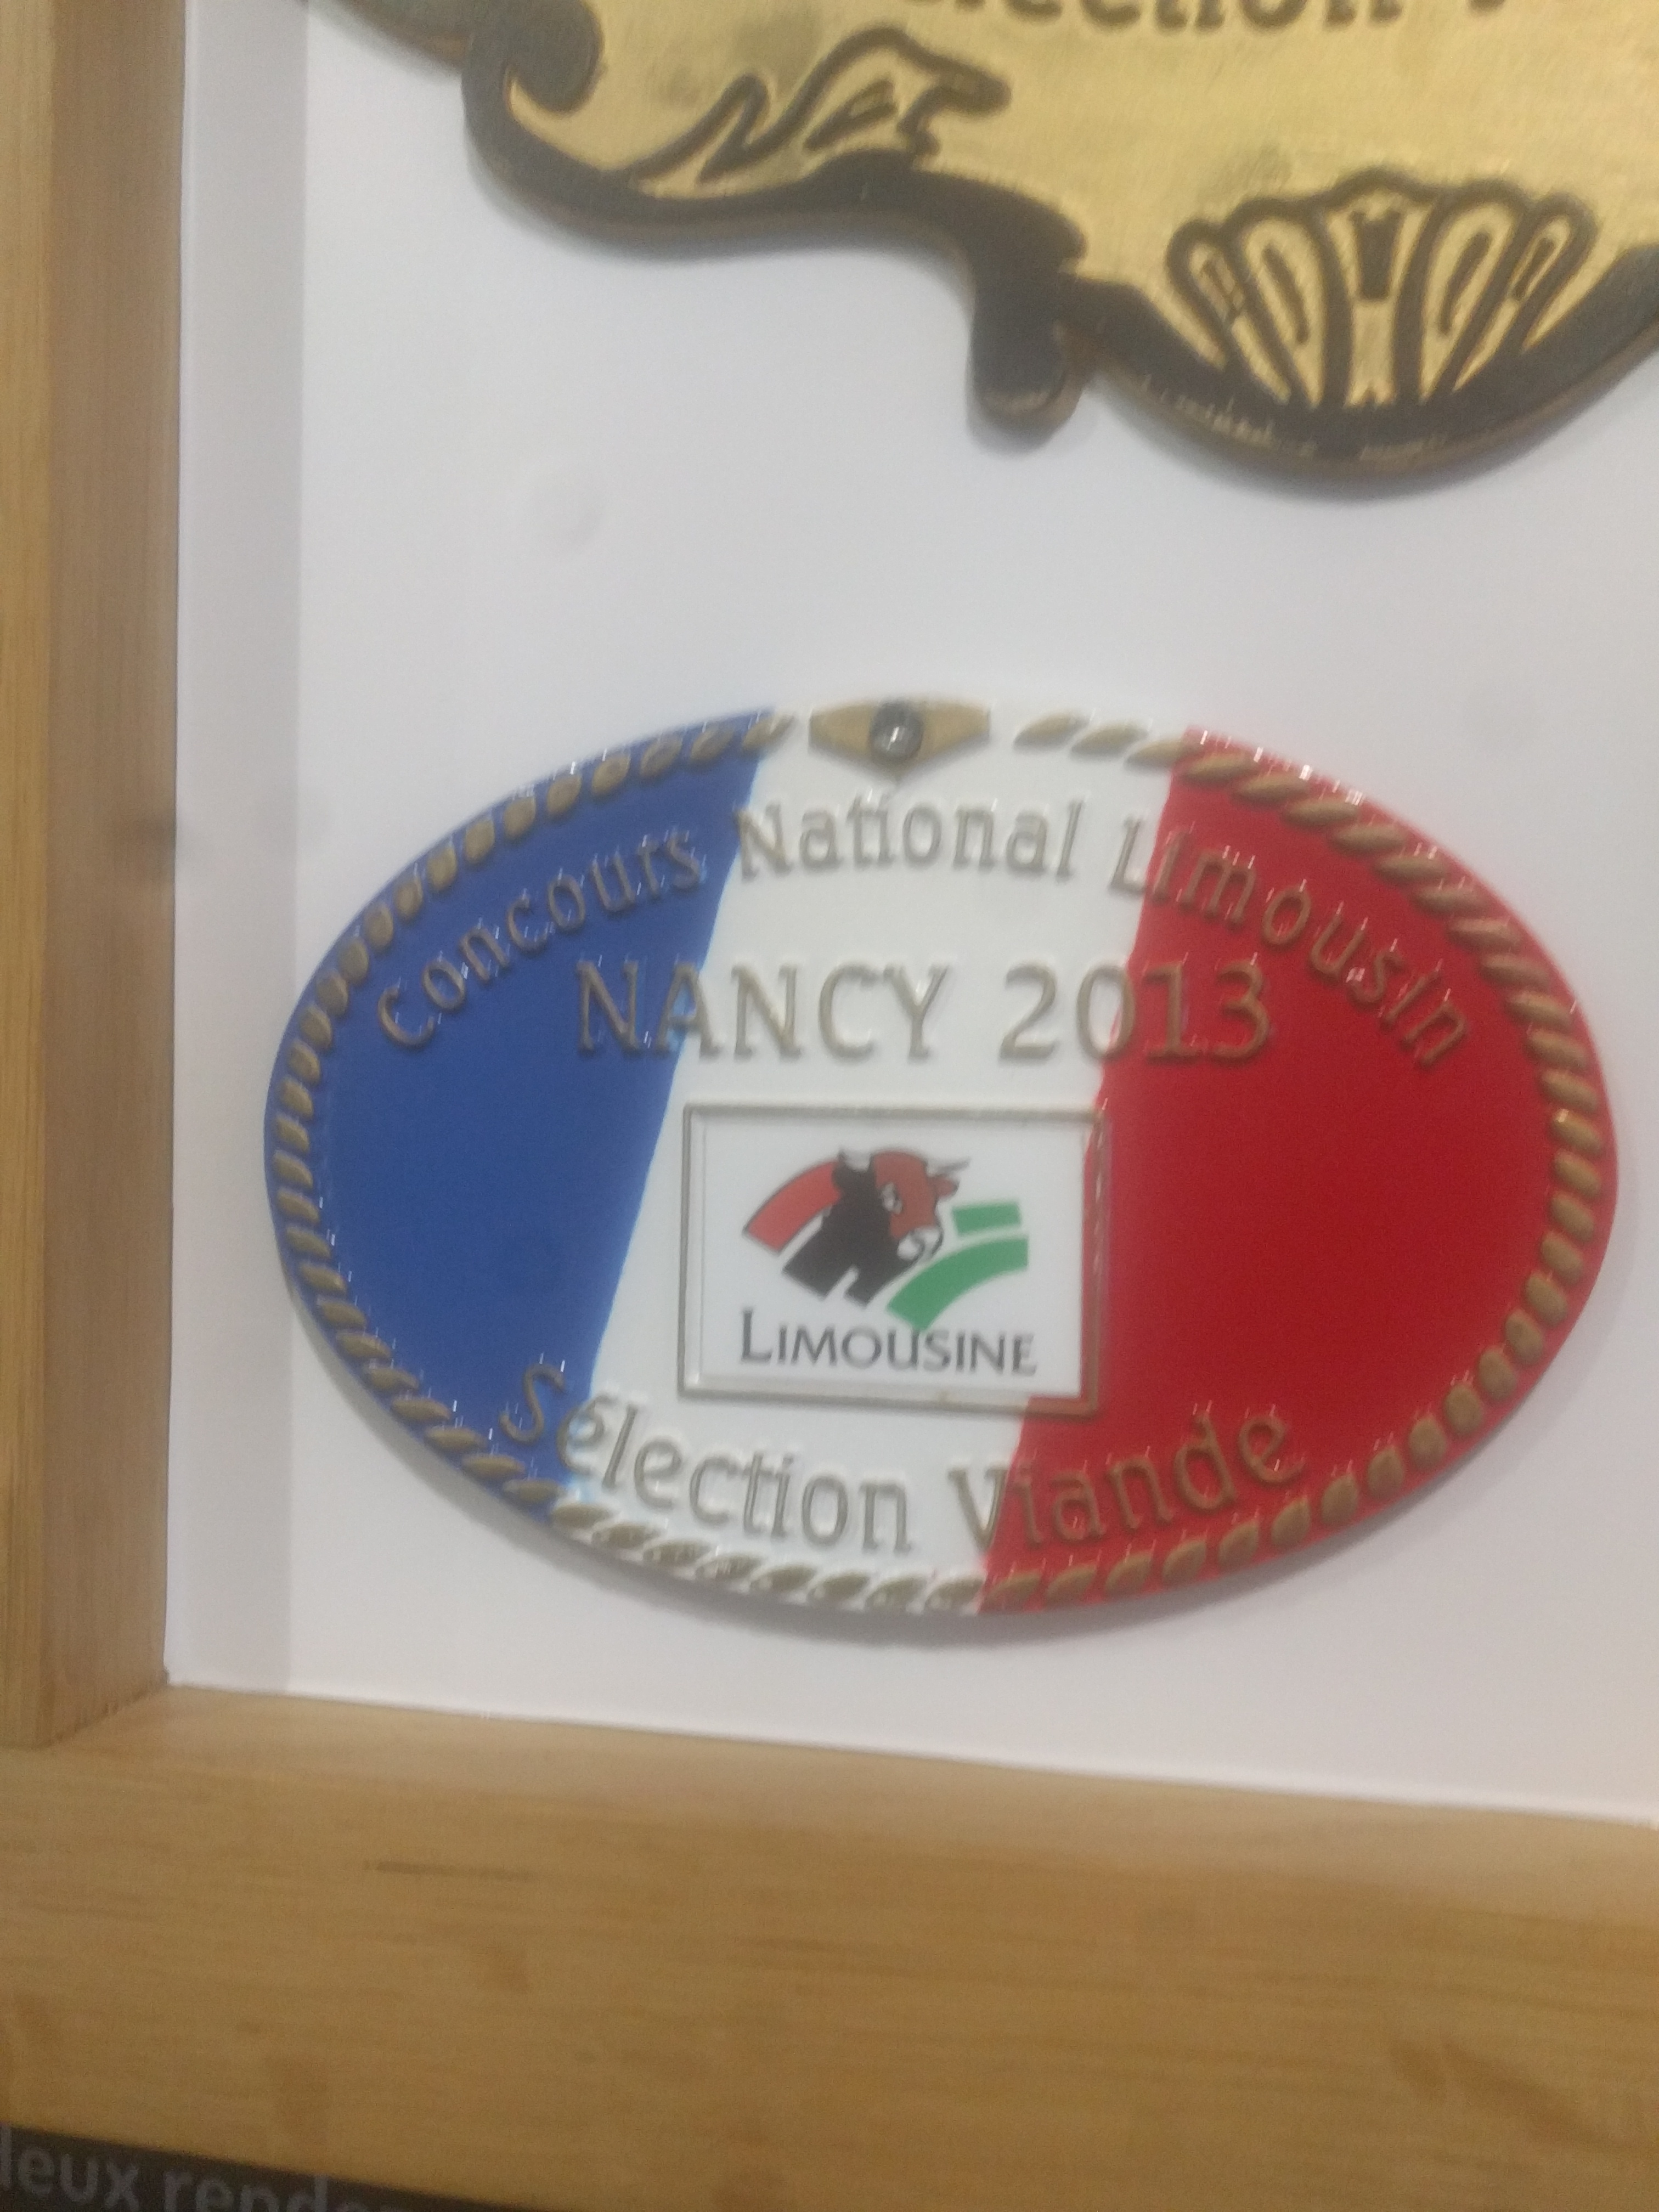 Concours National Limousin
NANCY 2013
LIMOUSINE
Sélection Viande